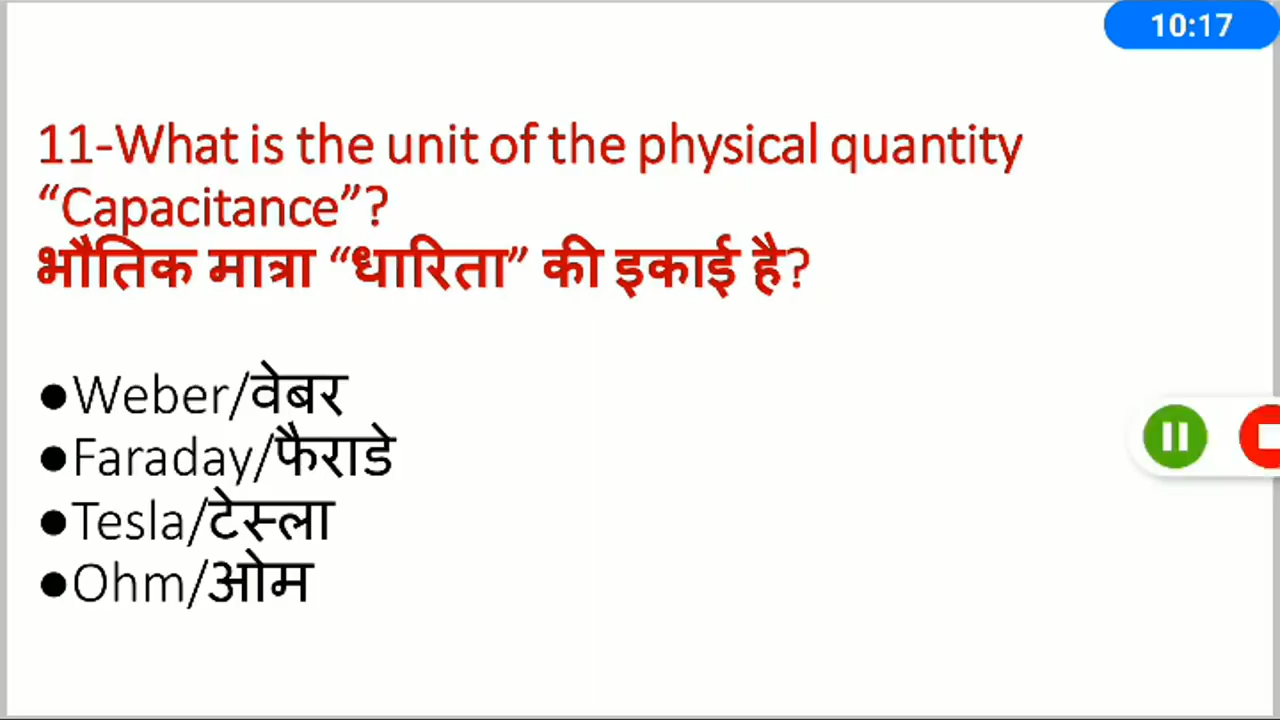 10:17
11-What is the unit of the physical quantity
“Capacitance”?
भौतिक मात्रा “धारिता” की इकाई है?
●Weber/वेबर
●Faraday/फैराडे
●Tesla/टेस्ला
●Ohm/ओम